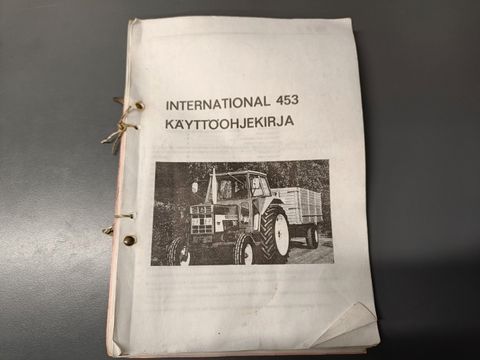 INTERNATIONAL 453
KÄYTTÖOHJEKIRJA